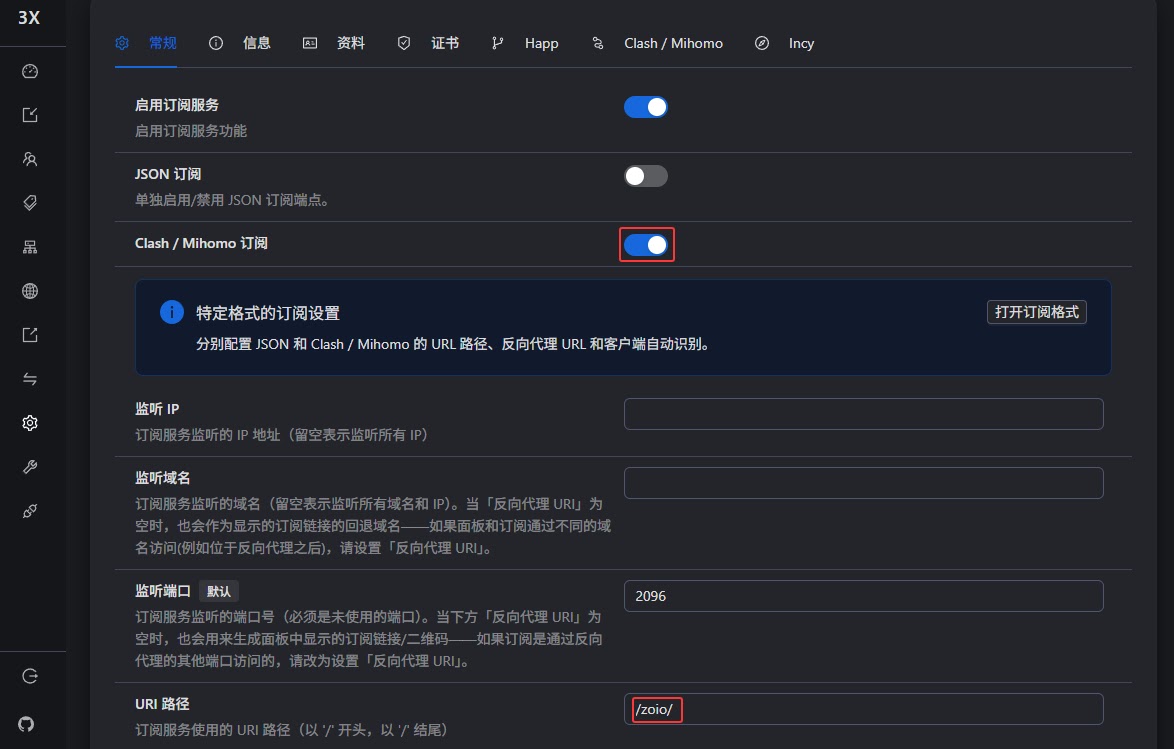 3X
常规 信息 资料 证书 Happ Clash / Mihomo Incy
启用订阅服务
启用订阅服务功能
JSON 订阅
单独启用/禁用 JSON 订阅端点。
Clash / Mihomo 订阅
特定格式的订阅设置
打开订阅格式
分别配置 JSON 和 Clash / Mihomo 的 URL 路径、反向代理 URL 和客户端自动识别。
监听 IP
订阅服务监听的 IP 地址（留空表示监听所有 IP）
监听域名
订阅服务监听的域名（留空表示监听所有域名和 IP）。当「反向代理 URI」为
空时，也会作为显示的订阅链接的回退域名——如果面板和订阅通过不同的域
名访问(例如位于反向代理之后)，请设置「反向代理 URI」。
监听端口 默认
2096
订阅服务监听的端口号（必须是未使用的端口）。当下方「反向代理 URI」为
空时，也会用来生成面板中显示的订阅链接/二维码——如果订阅是通过反向
代理的其他端口访问的，请改为设置「反向代理 URI」。
URI 路径
/zoio/
订阅服务使用的 URI 路径（以 '/' 开头，以 '/' 结尾）